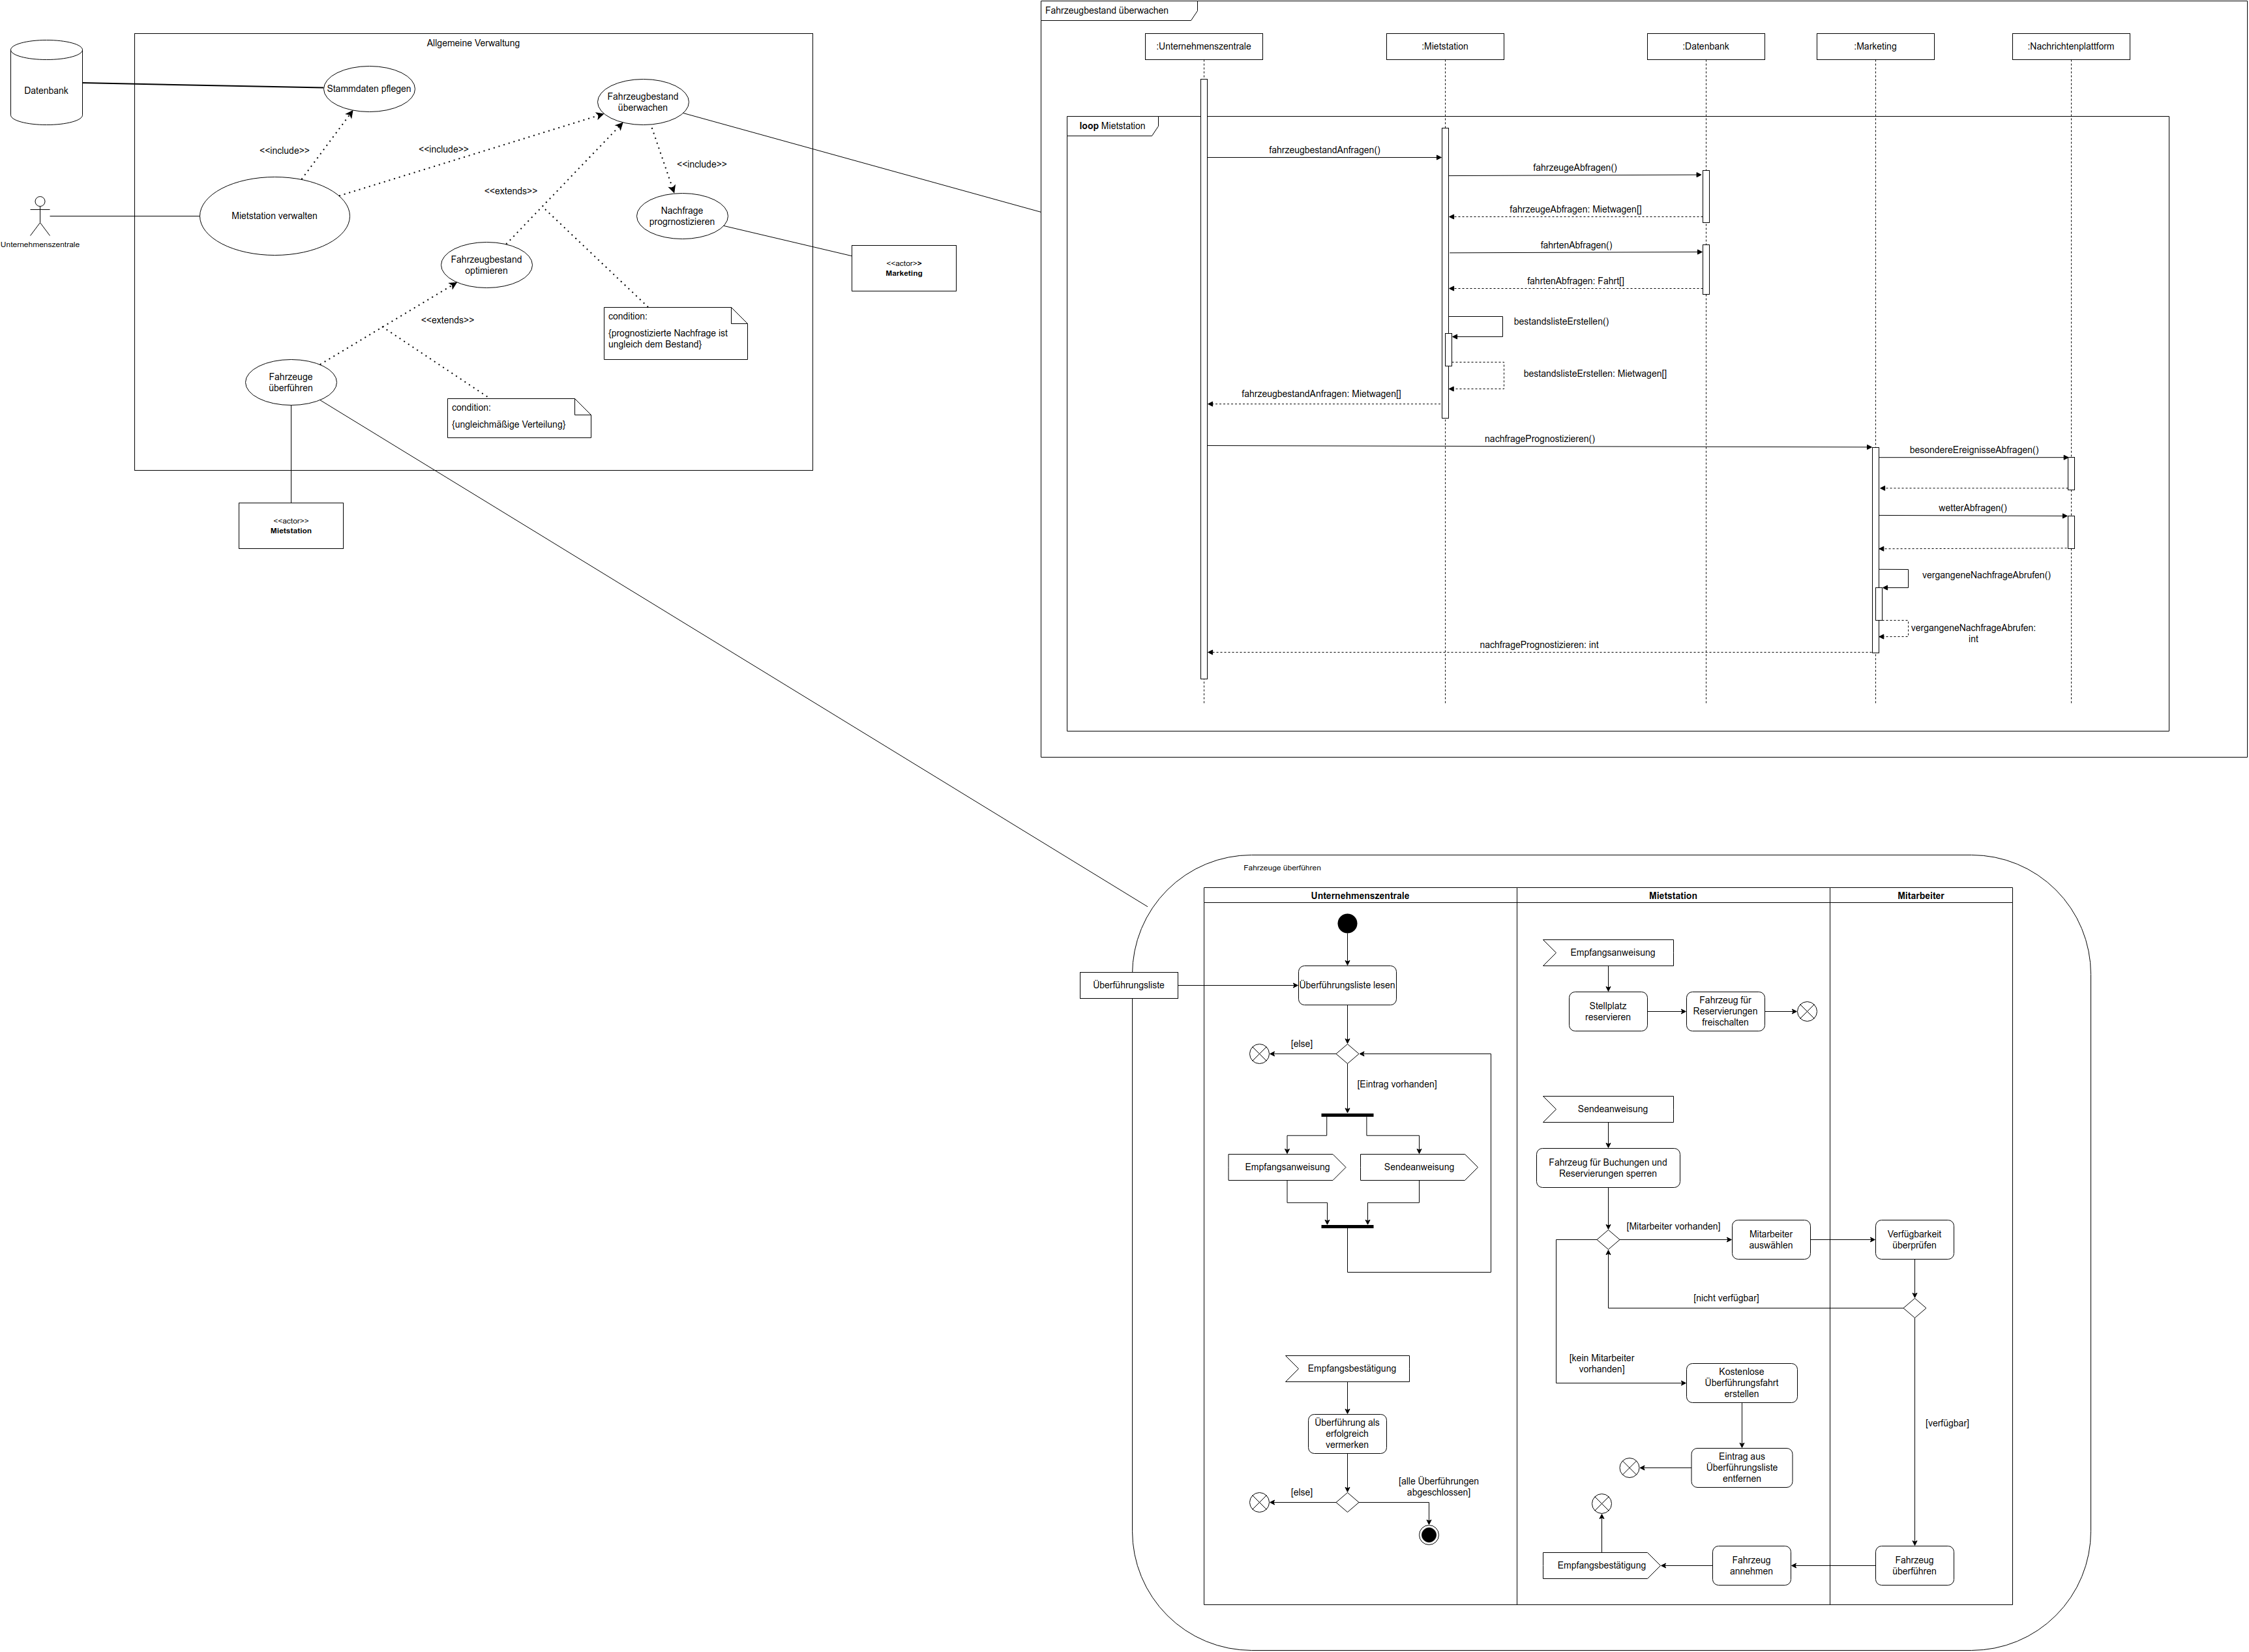 Allgemeine Verwaltung
Datenbank
Stammdaten pflegen
Fahrzeugbestand
überwachen
<<include>>
<<include>>
<<include>>
<<extends>>
Mietstation verwalten
Unternehmenszentrale
Nachfrage
progrnostizieren
Fahrzeugbestand
optimieren
<<actor>>
Marketing
<<extends>>
condition:
{prognostizierte Nachfrage ist
ungleich dem Bestand}
Fahrzeuge
überführen
condition:
{ungleichmäßige Verteilung}
<<actor>>
Mietstation
Fahrzeugbestand überwachen
:Unternehmenszentrale
:Mietstation
:Datenbank
:Marketing
:Nachrichtenplattform
loop Mietstation
fahrzeugbestandAnfragen()
fahrzeugeAbfragen()
fahrzeugeAbfragen: Mietwagen[]
fahrtenAbfragen()
fahrtenAbfragen: Fahrt[]
bestandslisteErstellen()
bestandslisteErstellen: Mietwagen[]
fahrzeugbestandAnfragen: Mietwagen[]
nachfragePrognostizieren()
besondereEreignisseAbfragen()
wetterAbfragen()
vergangeneNachfrageAbrufen()
vergangeneNachfrageAbrufen:
int
nachfragePrognostizieren: int
Fahrzeuge überführen
Unternehmenszentrale
Mietstation
Mitarbeiter
Überführungsliste
Überführungsliste lesen
[else]
[Eintrag vorhanden]
Empfangsanweisung
Sendeanweisung
Empfangsbestätigung
Überführung als
erfolgreich
vermerken
[else]
[alle Überführungen
abgeschlossen]
Empfangsanweisung
Stellplatz
reservieren
Fahrzeug für
Reservierungen
freischalten
Sendeanweisung
Fahrzeug für Buchungen und
Reservierungen sperren
[Mitarbeiter vorhanden]
Mitarbeiter
auswählen
Verfügbarkeit
überprüfen
[nicht verfügbar]
[kein Mitarbeiter
vorhanden]
Kostenlose
Überführungsfahrt
erstellen
[verfügbar]
Eintrag aus
Überführungsliste
entfernen
Empfangsbestätigung
Fahrzeug
annehmen
Fahrzeug
überführen